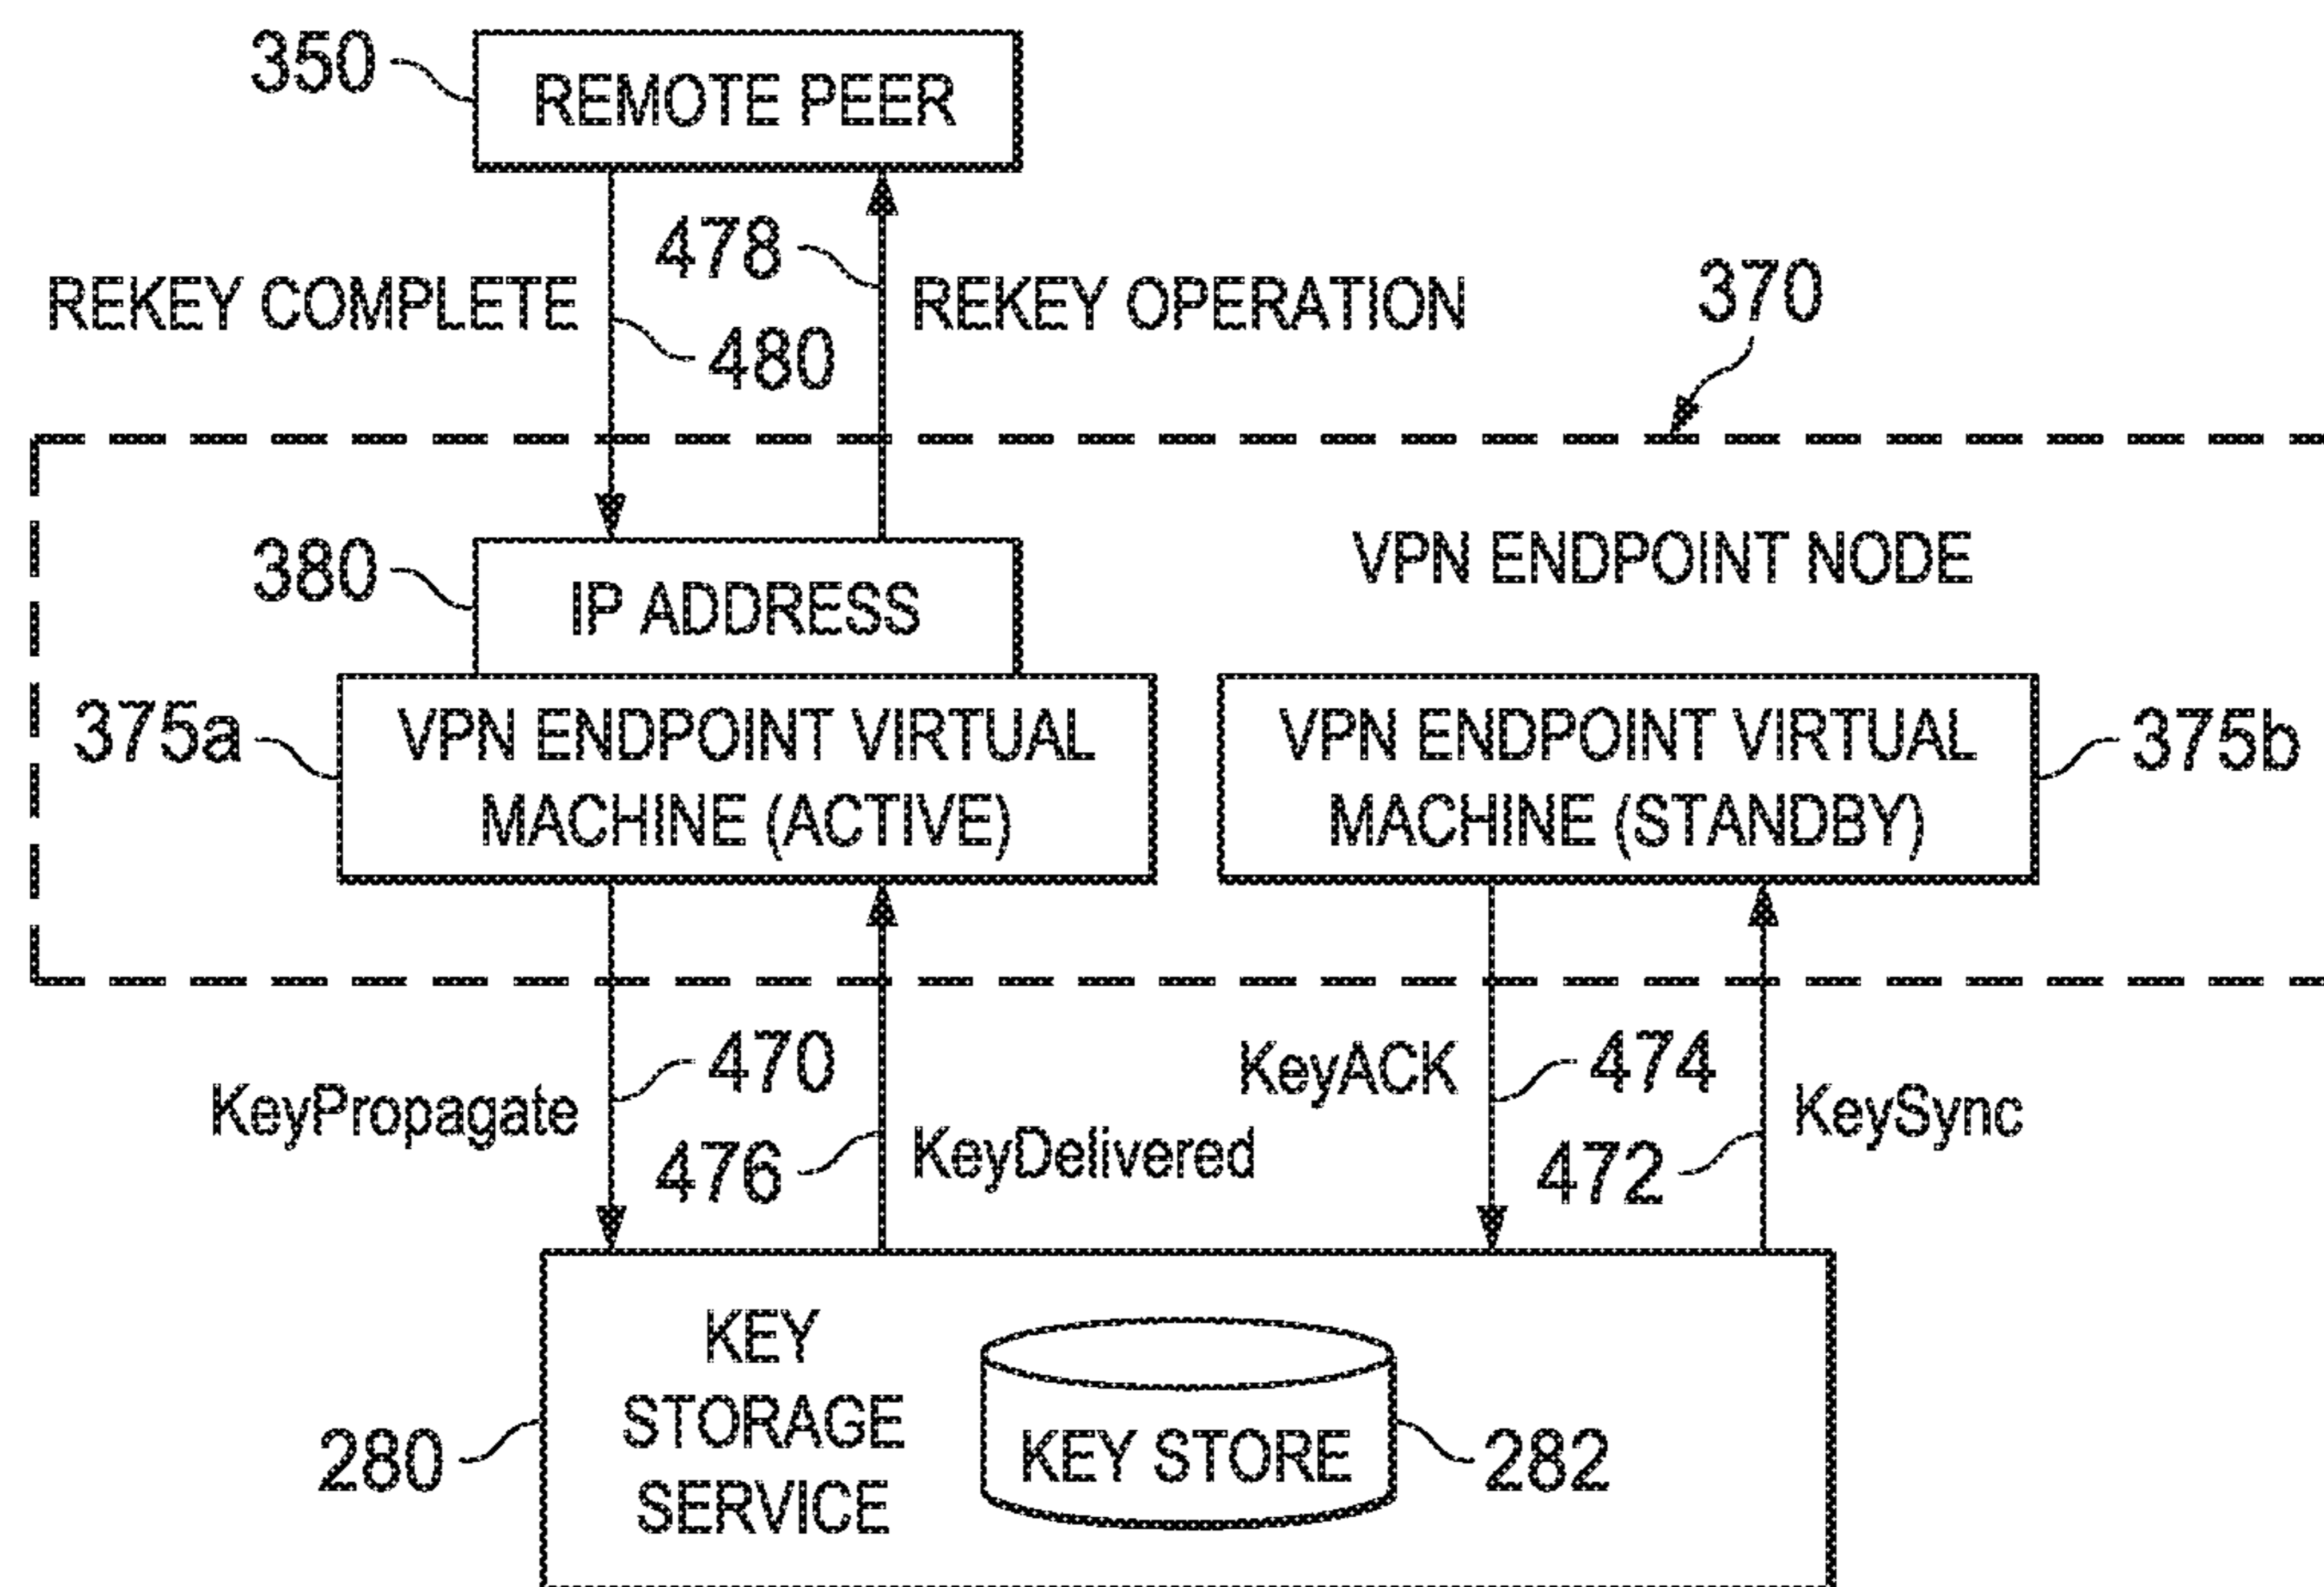 350
REMOTE PEER
478
REKEY COMPLETE
REKEY OPERATION
370
480
380
IP ADDRESS
VPN ENDPOINT NODE
375a
VPN ENDPOINT VIRTUAL
MACHINE (ACTIVE)
VPN ENDPOINT VIRTUAL
MACHINE (STANDBY)
375b
470
KeyPropagate
476
KeyDelivered
KeyACK
474
472
KeySync
KEY
STORAGE
SERVICE
280
KEY STORE
282